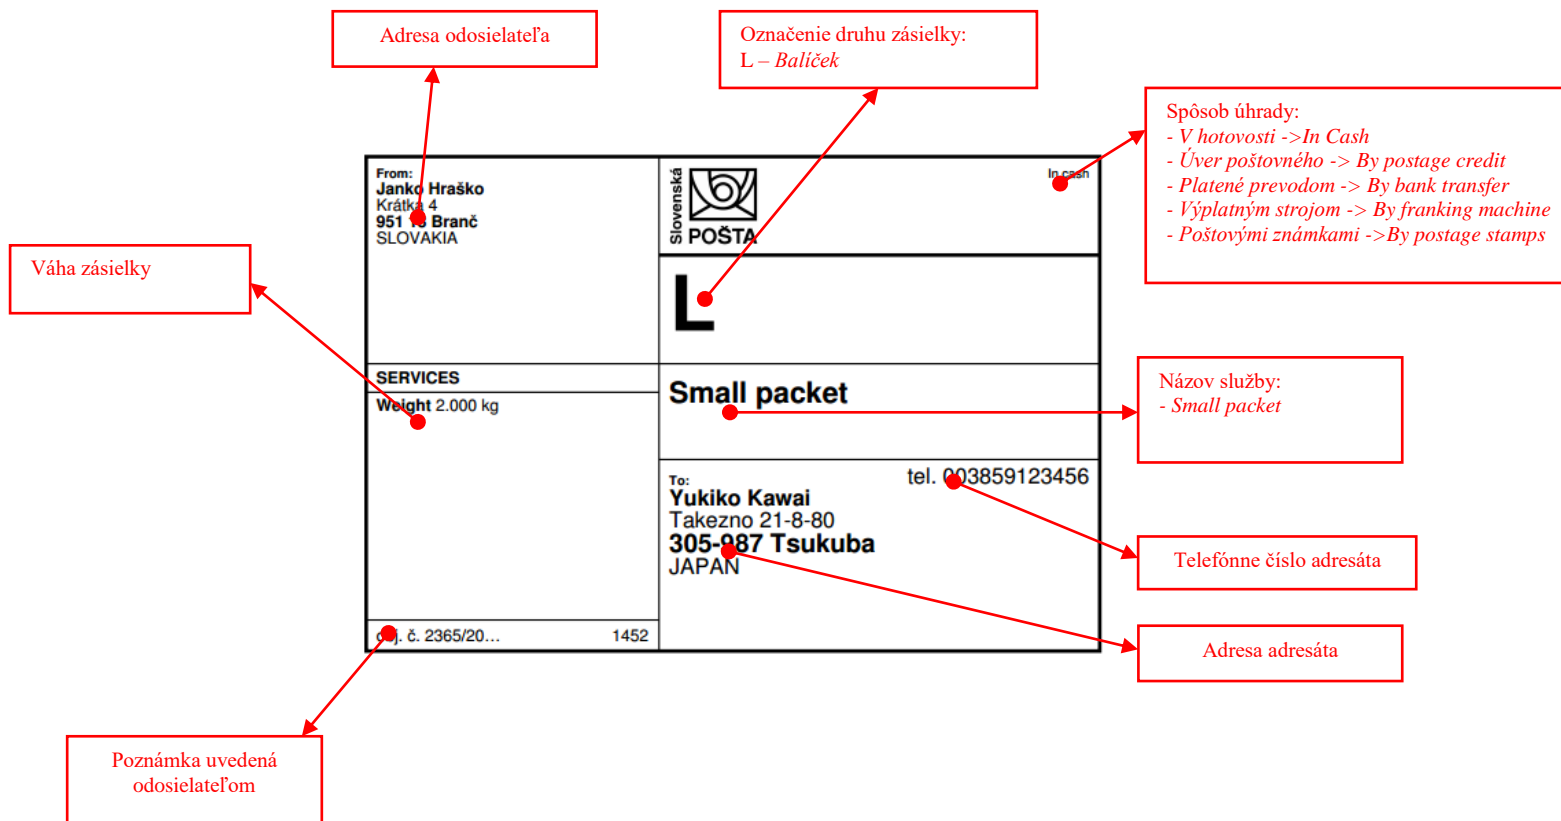 Adresa odosielateľa
Označenie druhu zásielky:
L – Balíček
Spôsob úhrady:
- V hotovosti ->In Cash
- Úver poštovného -> By postage credit
- Platené prevodom -> By bank transfer
- Výplatným strojom -> By franking machine
- Poštovými známkami ->By postage stamps
From:
Janko Hraško
Krátka 4
951 Branč
SLOVAKIA
Slovenská
POŠTA
In cash
Váha zásielky
L
SERVICES
Weight 2.000 kg
Small packet
Názov služby:
- Small packet
To:
tel. 003859123456
Yukiko Kawai
Takezno 21-8-80
305-987 Tsukuba
JAPAN
Telefónne číslo adresáta
Adresa adresáta
č. 2365/20… 1452
Poznámka uvedená
odosielateľom